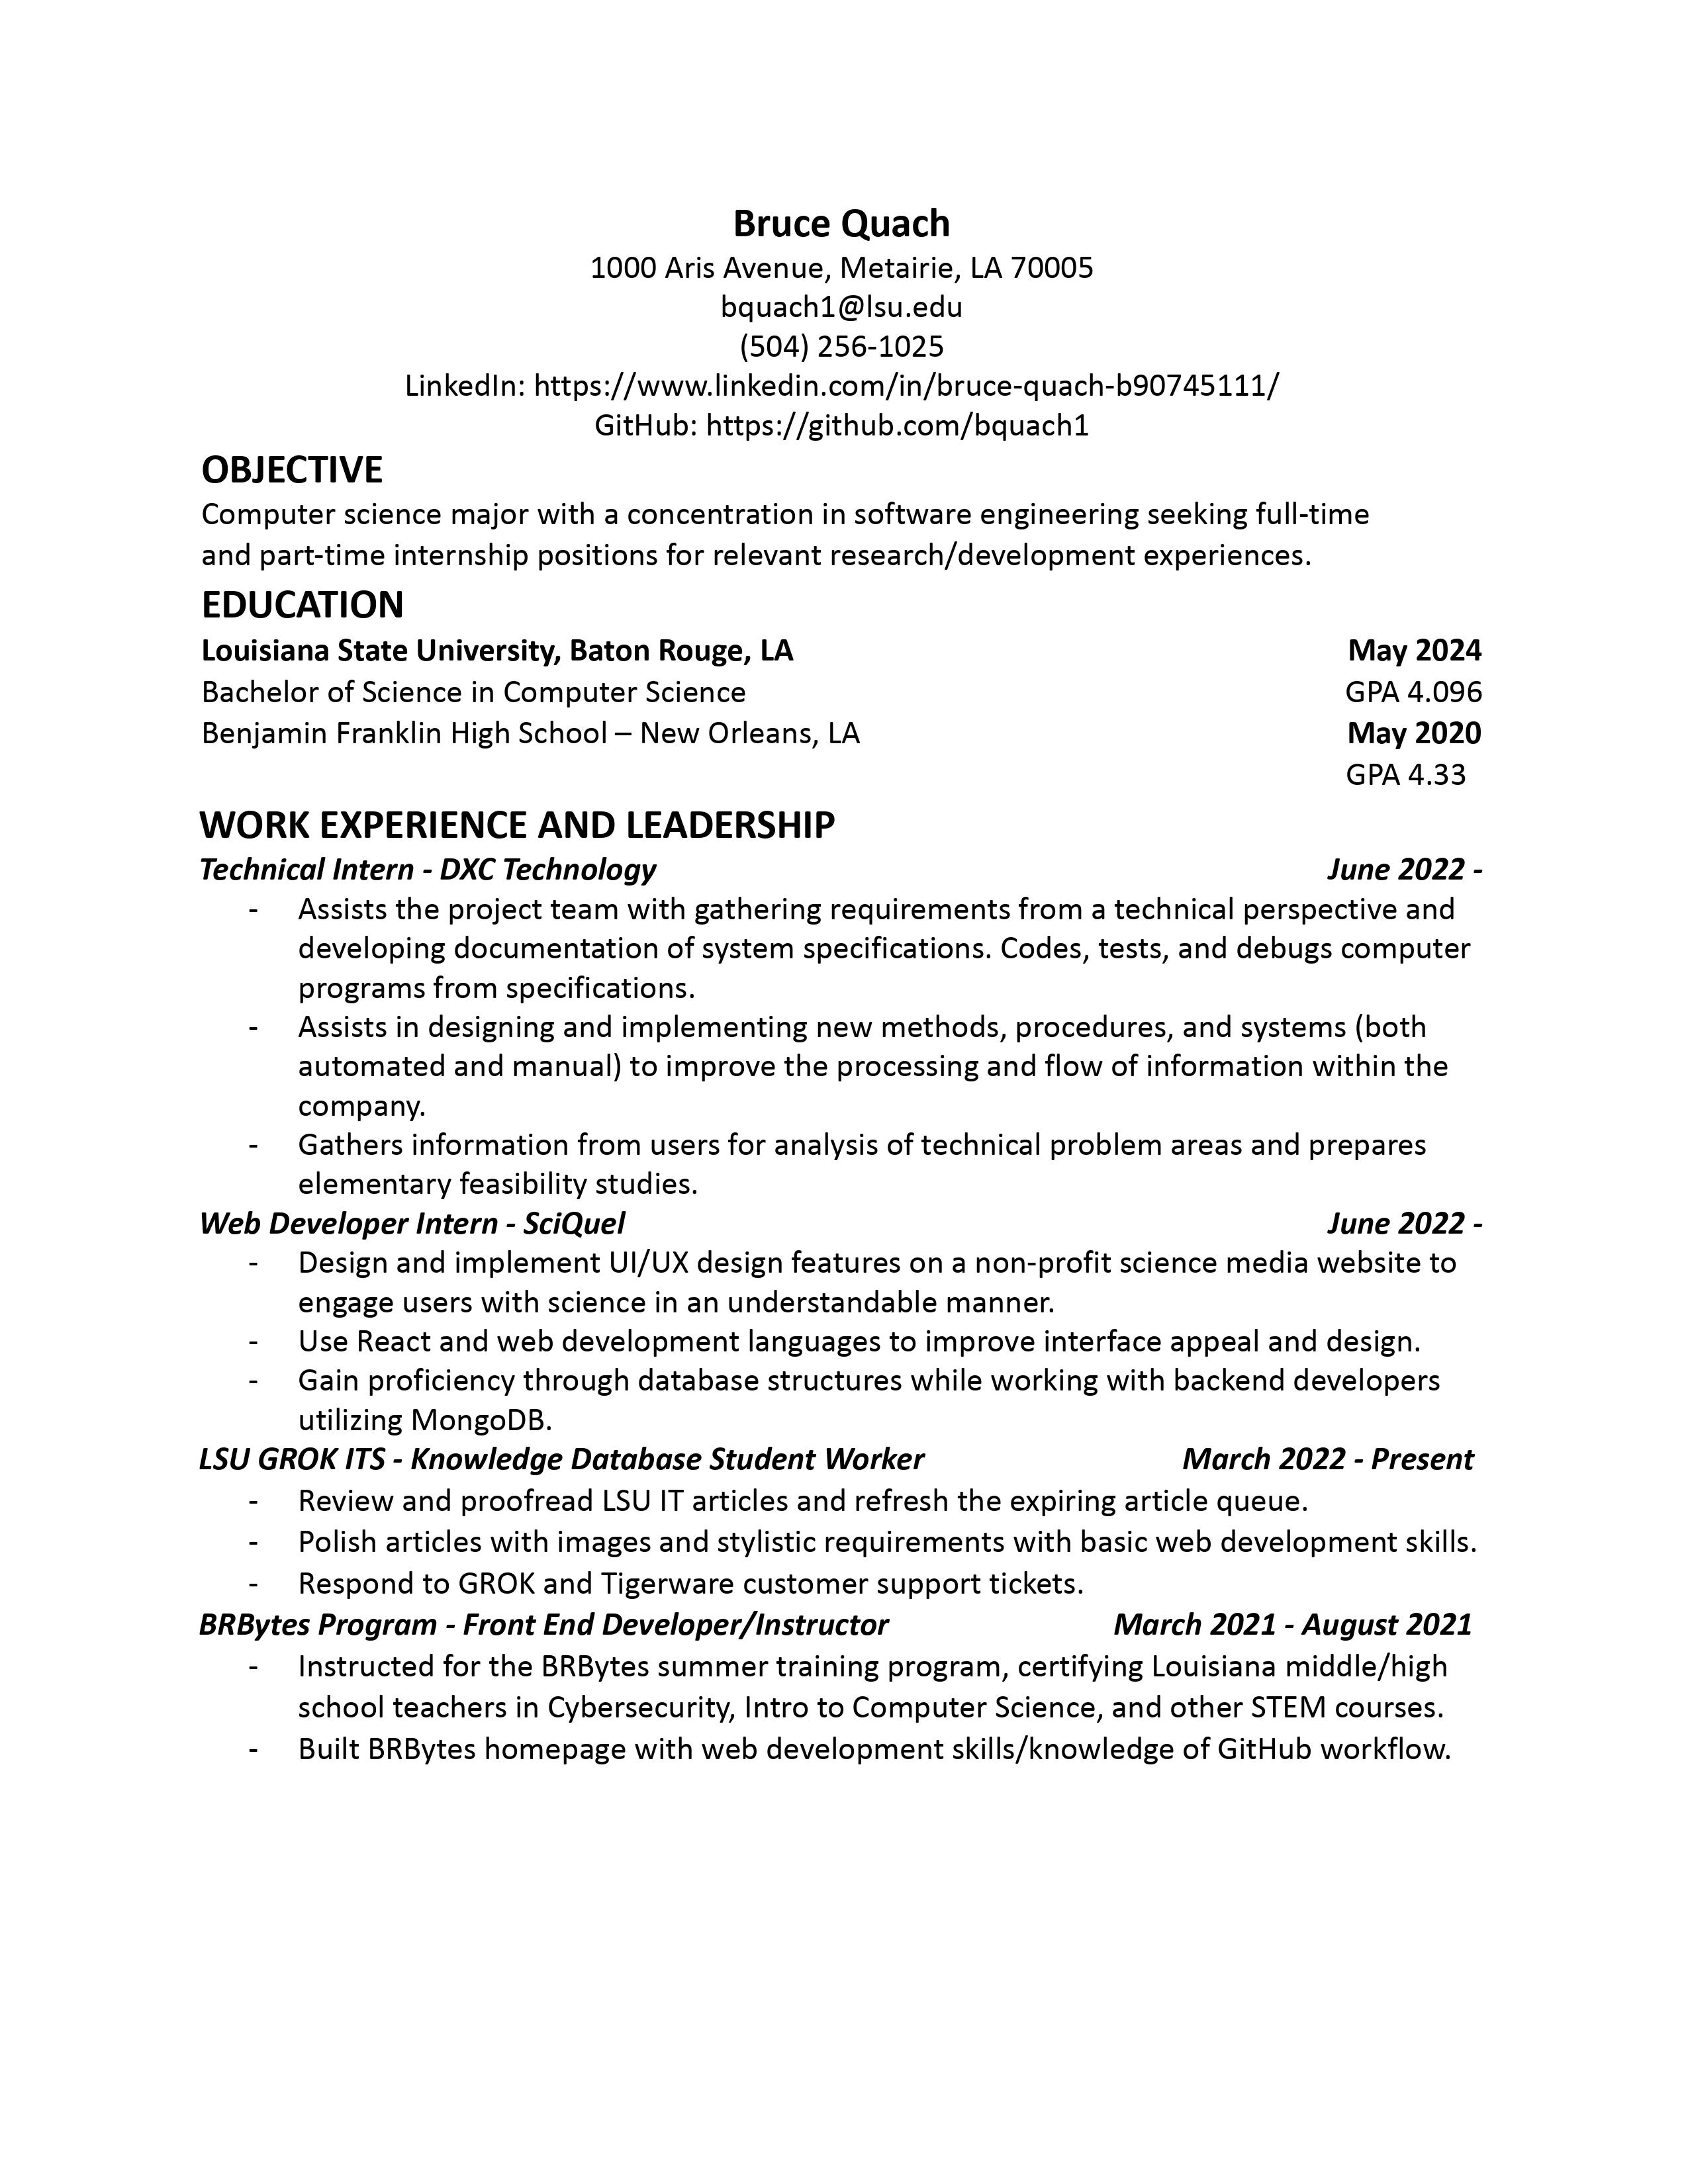 Bruce Quach
1000 Aris Avenue, Metairie, LA 70005
bquach1@lsu.edu
(504) 256-1025
LinkedIn: https://www.linkedin.com/in/bruce-quach-b90745111/
GitHub: https://github.com/bquach1
OBJECTIVE
Computer science major with a concentration in software engineering seeking full-time
and part-time internship positions for relevant research/development experiences.
EDUCATION
Louisiana State University, Baton Rouge, LA May 2024
Bachelor of Science in Computer Science GPA 4.096
Benjamin Franklin High School – New Orleans, LA May 2020
GPA 4.33
WORK EXPERIENCE AND LEADERSHIP
Technical Intern - DXC Technology June 2022 -
- Assists the project team with gathering requirements from a technical perspective and
developing documentation of system specifications. Codes, tests, and debugs computer
programs from specifications.
- Assists in designing and implementing new methods, procedures, and systems (both
automated and manual) to improve the processing and flow of information within the
company.
- Gathers information from users for analysis of technical problem areas and prepares
elementary feasibility studies.
Web Developer Intern - SciQuel June 2022 -
- Design and implement UI/UX design features on a non-profit science media website to
engage users with science in an understandable manner.
- Use React and web development languages to improve interface appeal and design.
- Gain proficiency through database structures while working with backend developers
utilizing MongoDB.
LSU GROK ITS - Knowledge Database Student Worker March 2022 - Present
- Review and proofread LSU IT articles and refresh the expiring article queue.
- Polish articles with images and stylistic requirements with basic web development skills.
- Respond to GROK and Tigerware customer support tickets.
BRBytes Program - Front End Developer/Instructor March 2021 - August 2021
- Instructed for the BRBytes summer training program, certifying Louisiana middle/high
school teachers in Cybersecurity, Intro to Computer Science, and other STEM courses.
- Built BRBytes homepage with web development skills/knowledge of GitHub workflow.